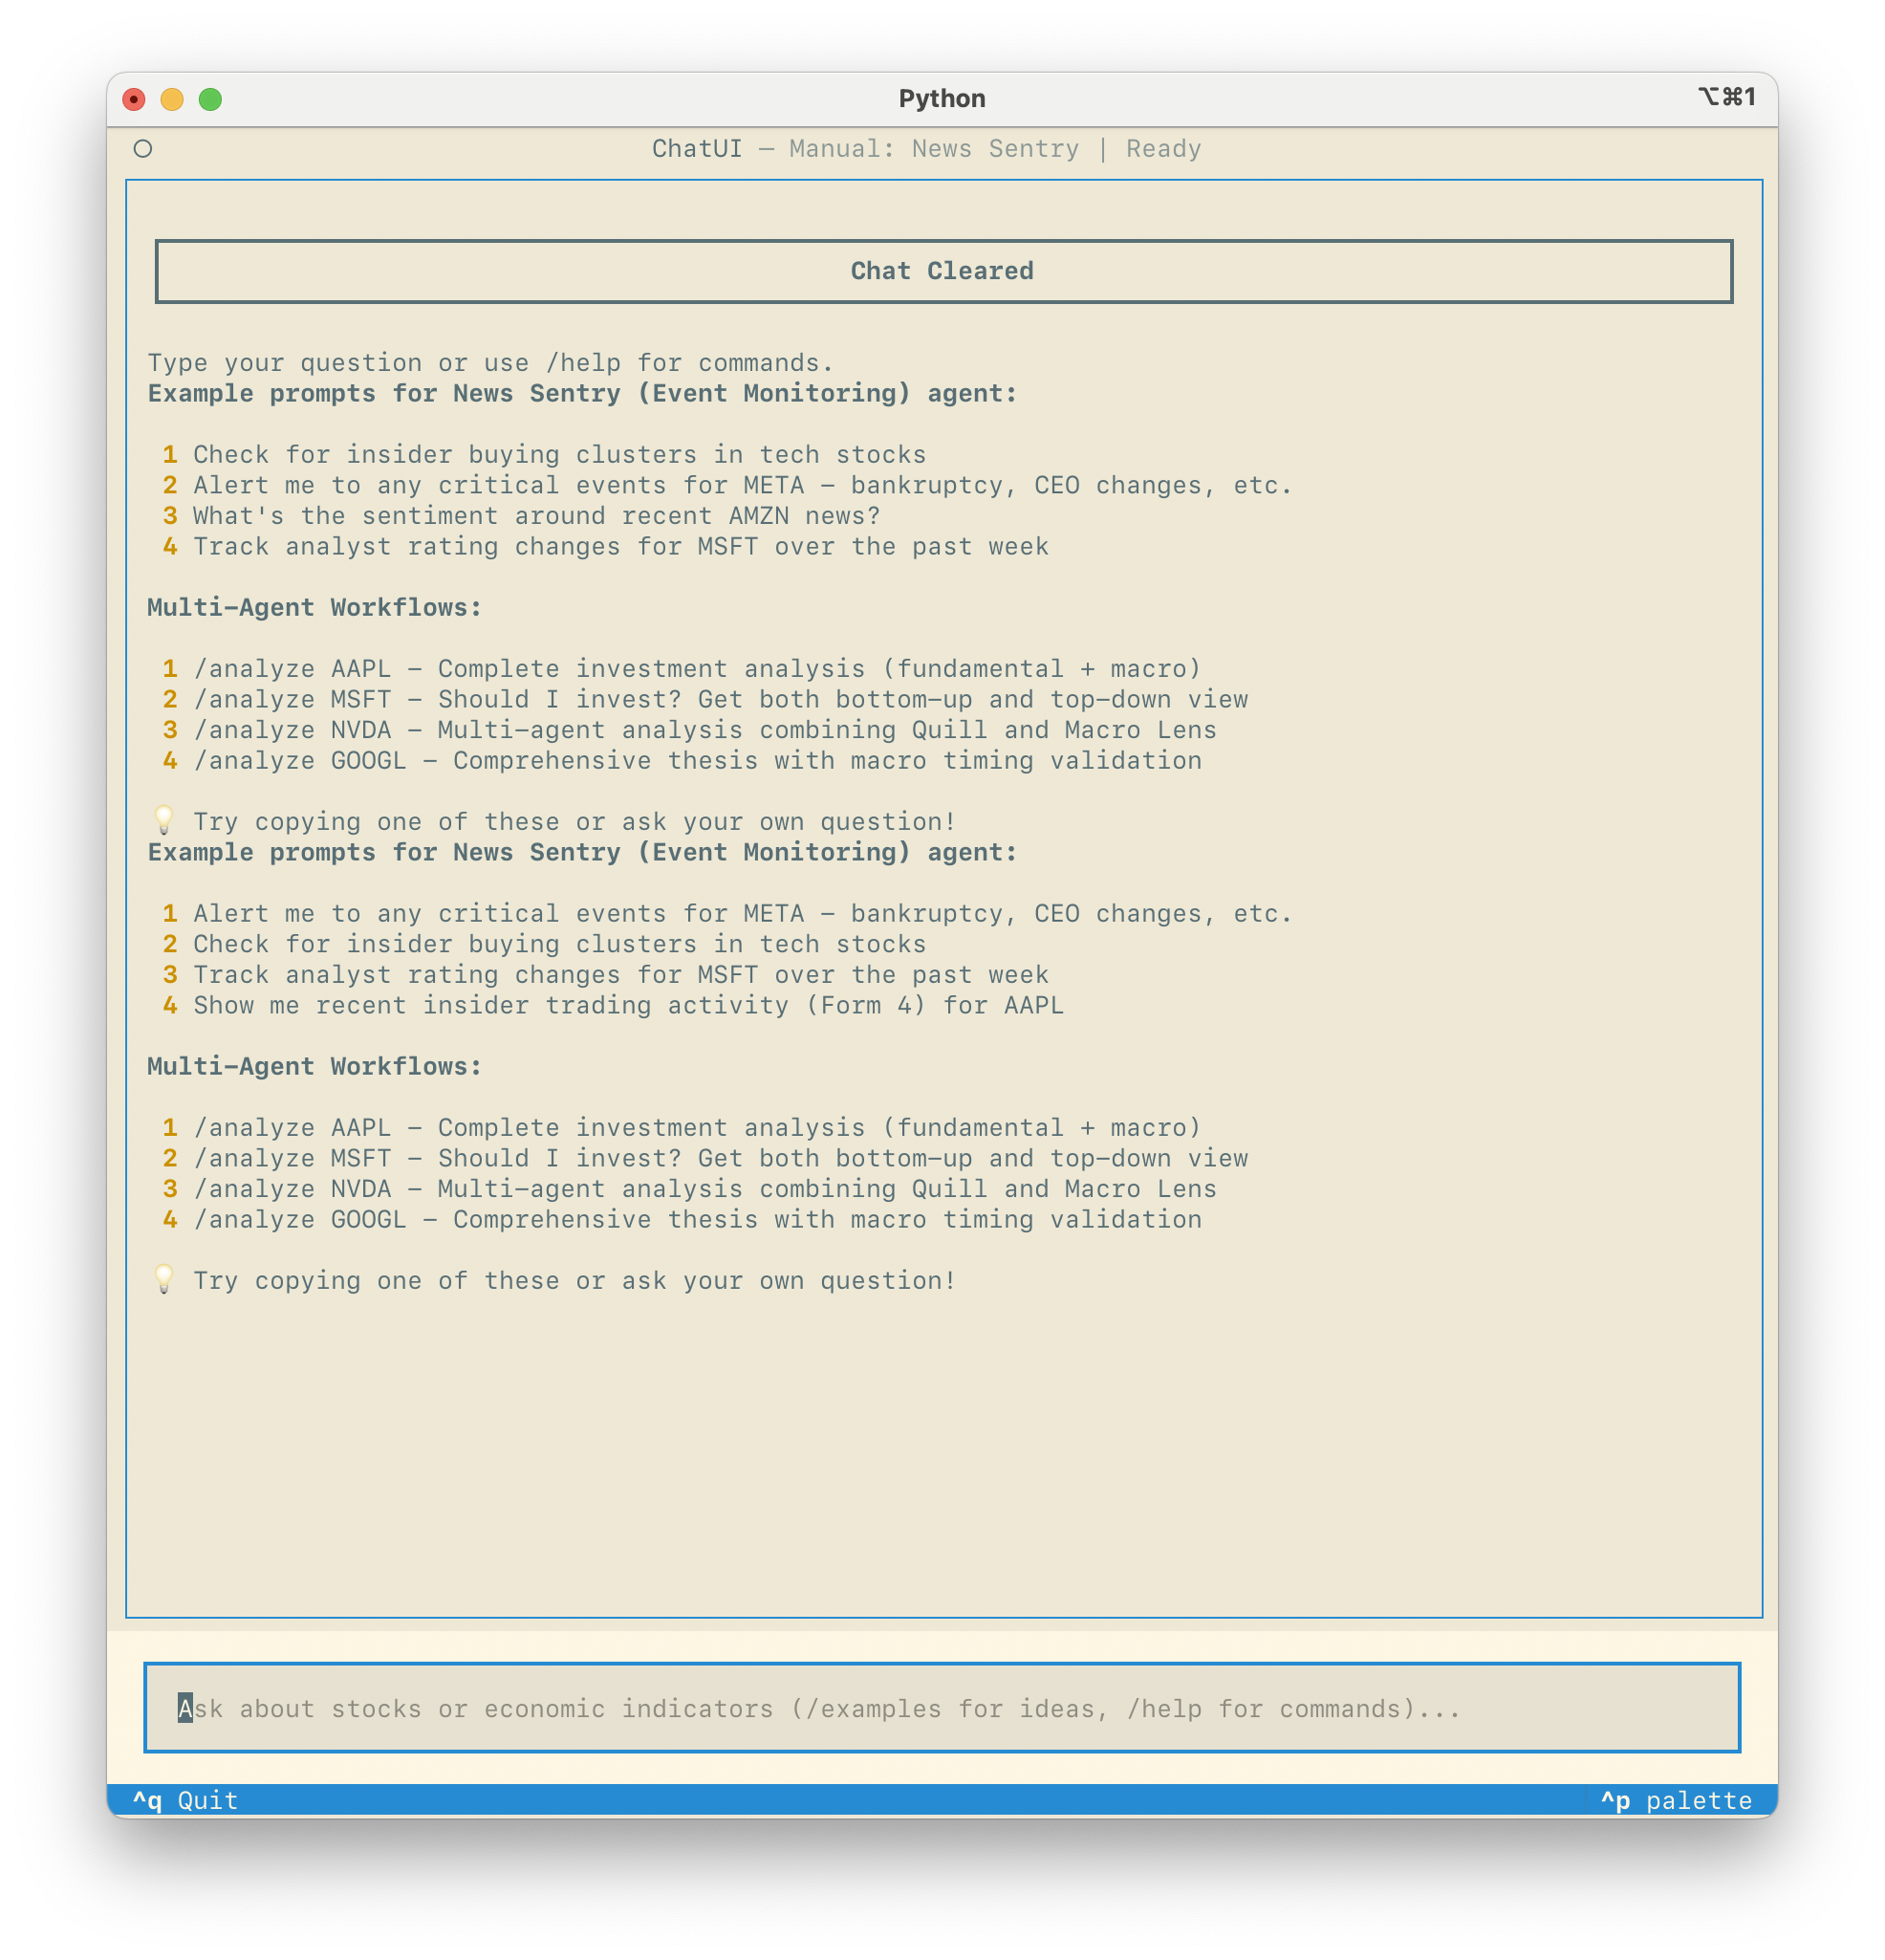 Python
⌥⌘1
ChatUI — Manual: News Sentry | Ready
Chat Cleared
Type your question or use /help for commands.
Example prompts for News Sentry (Event Monitoring) agent:
1 Check for insider buying clusters in tech stocks
2 Alert me to any critical events for META - bankruptcy, CEO changes, etc.
3 What's the sentiment around recent AMZN news?
4 Track analyst rating changes for MSFT over the past week
Multi-Agent Workflows:
1 /analyze AAPL - Complete investment analysis (fundamental + macro)
2 /analyze MSFT - Should I invest? Get both bottom-up and top-down view
3 /analyze NVDA - Multi-agent analysis combining Quill and Macro Lens
4 /analyze GOOGL - Comprehensive thesis with macro timing validation
💡 Try copying one of these or ask your own question!
Example prompts for News Sentry (Event Monitoring) agent:
1 Alert me to any critical events for META - bankruptcy, CEO changes, etc.
2 Check for insider buying clusters in tech stocks
3 Track analyst rating changes for MSFT over the past week
4 Show me recent insider trading activity (Form 4) for AAPL
Multi-Agent Workflows:
1 /analyze AAPL - Complete investment analysis (fundamental + macro)
2 /analyze MSFT - Should I invest? Get both bottom-up and top-down view
3 /analyze NVDA - Multi-agent analysis combining Quill and Macro Lens
4 /analyze GOOGL - Comprehensive thesis with macro timing validation
💡 Try copying one of these or ask your own question!
Ask about stocks or economic indicators (/examples for ideas, /help for commands)...
^q Quit
^p palette